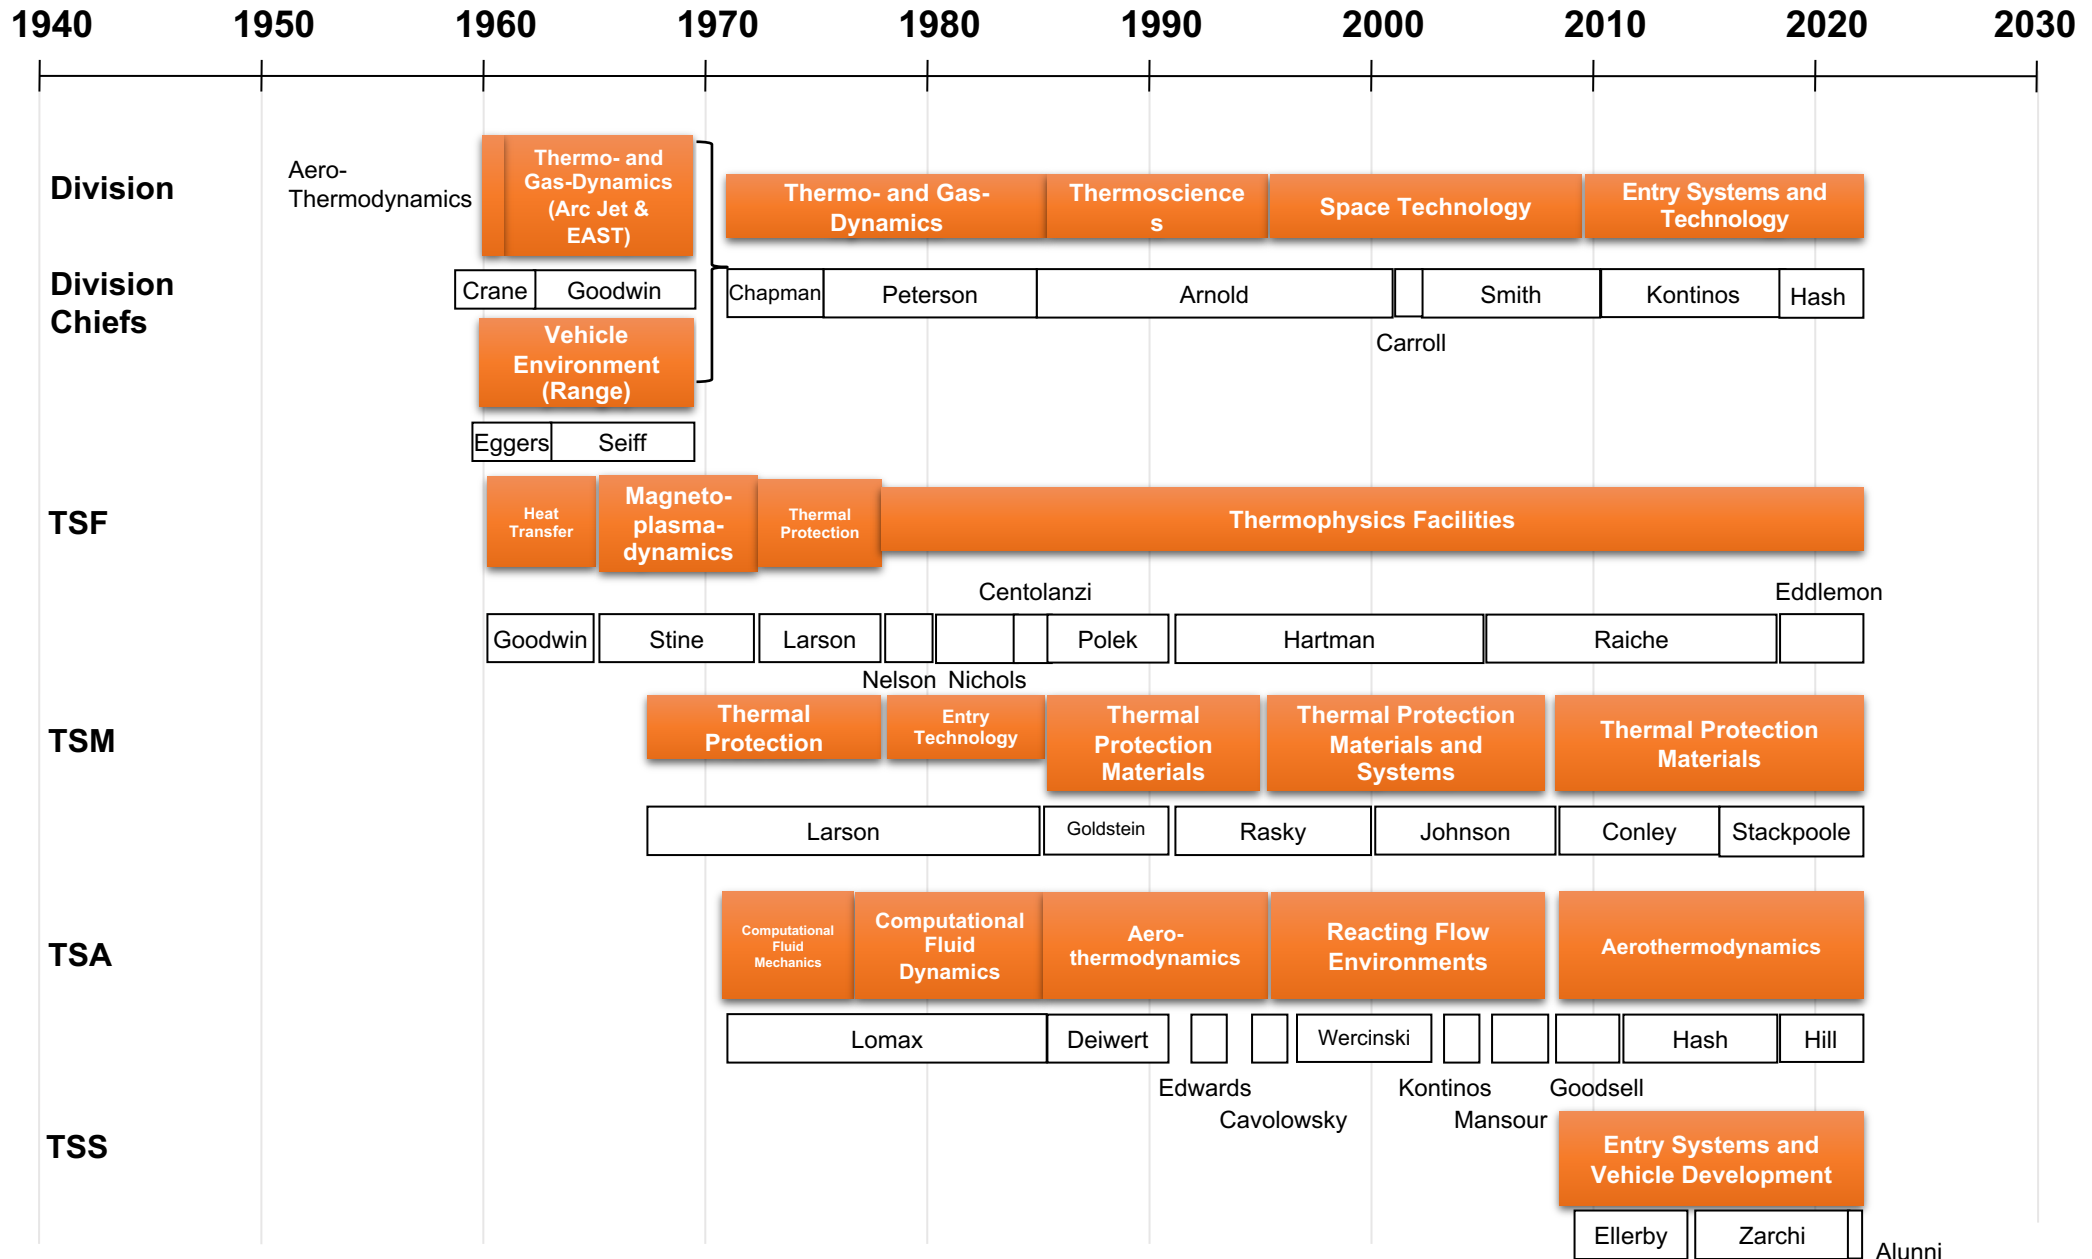 1940 1950 1960 1970 1980 1990 2000 2010 2020 2030
Division
Aero-
Thermodynamics
Thermo- and
Gas-Dynamics
(Arc Jet &
EAST)
Thermo- and Gas-
Dynamics
Thermoscience
s
Space Technology
Entry Systems and
Technology
Division
Chiefs
Crane Goodwin
Chapman Peterson Arnold Smith Kontinos Hash
Carroll
Vehicle
Environment
(Range)
Eggers Seiff
TSF
Heat
Transfer
Magneto-
plasma-
dynamics
Thermal
Protection
Thermophysics Facilities
Centolanzi Eddlemon
Goodwin Stine Larson Polek Hartman Raiche
Nelson Nichols
TSM
Thermal
Protection
Entry
Technology
Thermal
Protection
Materials
Thermal Protection
Materials and
Systems
Thermal Protection
Materials
Larson Goldstein Rasky Johnson Conley Stackpoole
TSA
Computational
Fluid
Mechanics
Computational
Fluid
Dynamics
Aero-
thermodynamics
Reacting Flow
Environments
Aerothermodynamics
Lomax Deiwert Wercinski Hash Hill
Edwards Kontinos Goodsell
Cavolowsky Mansour
TSS
Entry Systems and
Vehicle Development
Ellerby Zarchi
Alunni